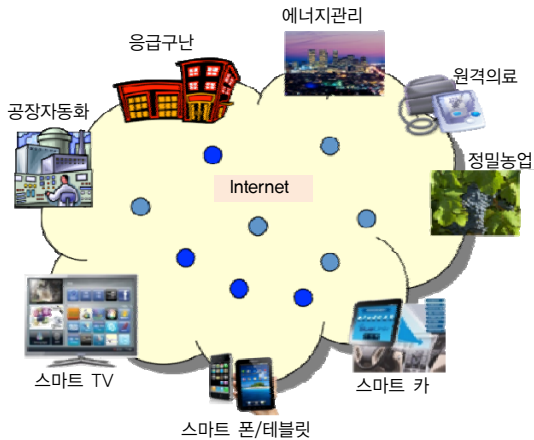 에너지관리
응급구난
원격의료
공장자동화
정밀농업
Internet
스마트 TV
스마트 카
스마트 폰/테블릿